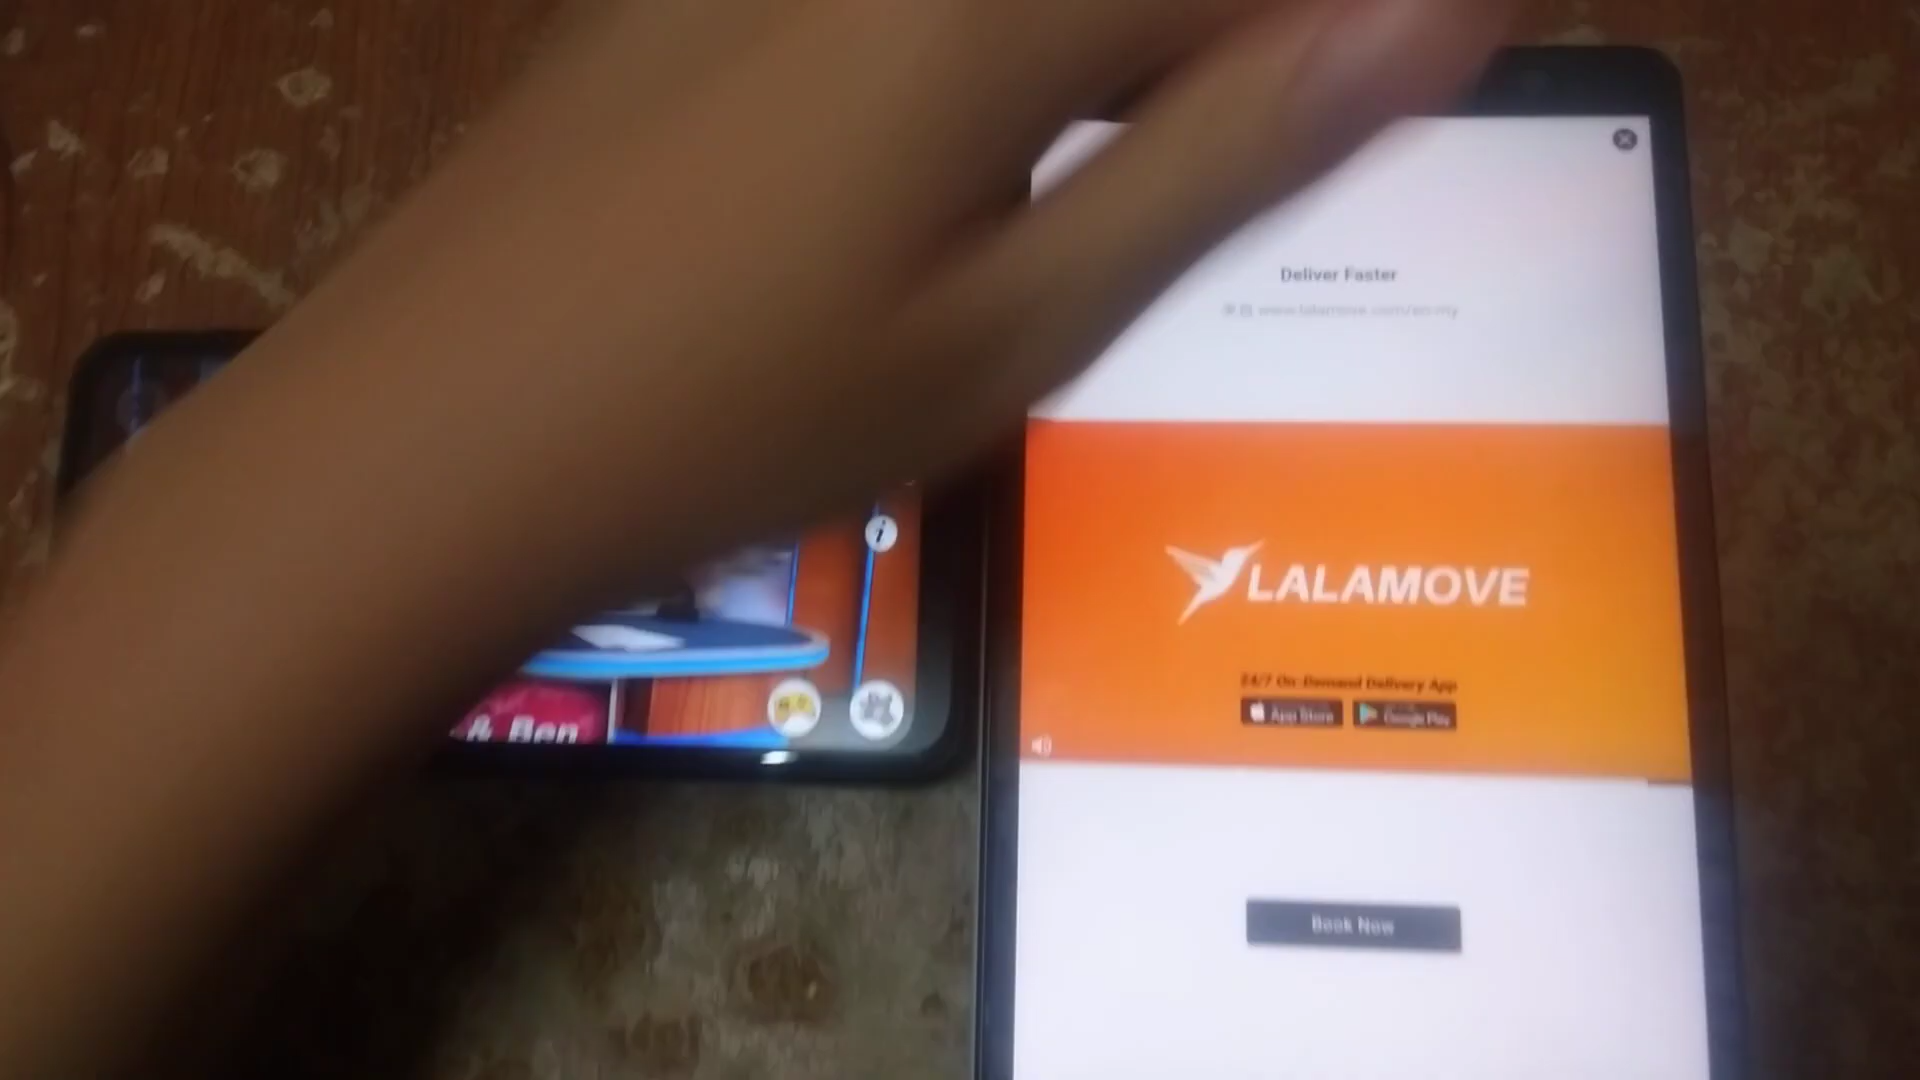 Deliver Faster
www.lalamove.com/en-my
LALAMOVE
24/7 On-Demand Delivery App
App Store
Google Play
i
& Ben
Book Now